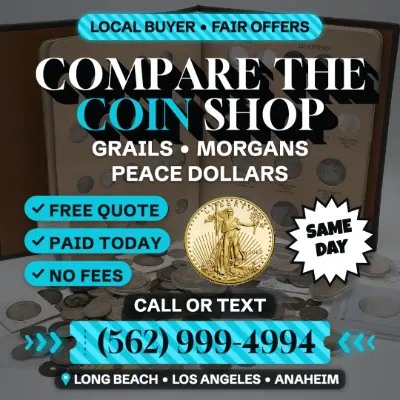 LOCAL BUYER • FAIR OFFERS
COMPARE THE
COIN SHOP
GRAILS • MORGANS
PEACE DOLLARS
FREE QUOTE
PAID TODAY
NO FEES
LIBERTY
SAME
DAY
CALL OR TEXT
(562) 999-4994
LONG BEACH • LOS ANGELES • ANAHEIM